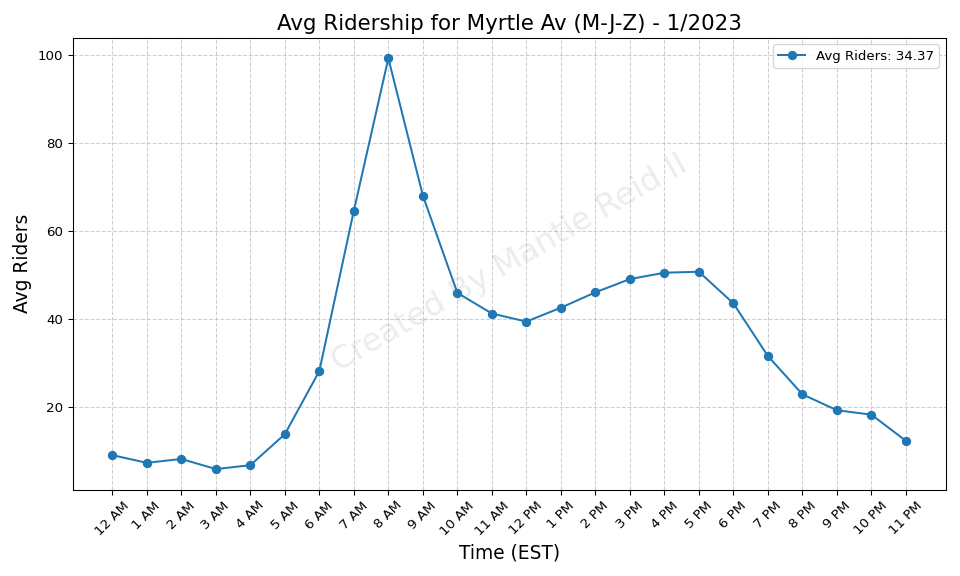 Avg Ridership for Myrtle Av (M-J-Z) - 1/2023
Avg Riders: 34.37
100
80
60
40
20
Avg Riders
Created By Mantle Reid II
12 AM
1 AM
2 AM
3 AM
4 AM
5 AM
6 AM
7 AM
8 AM
9 AM
10 AM
11 AM
12 PM
1 PM
2 PM
3 PM
4 PM
5 PM
6 PM
7 PM
8 PM
9 PM
10 PM
11 PM
Time (EST)